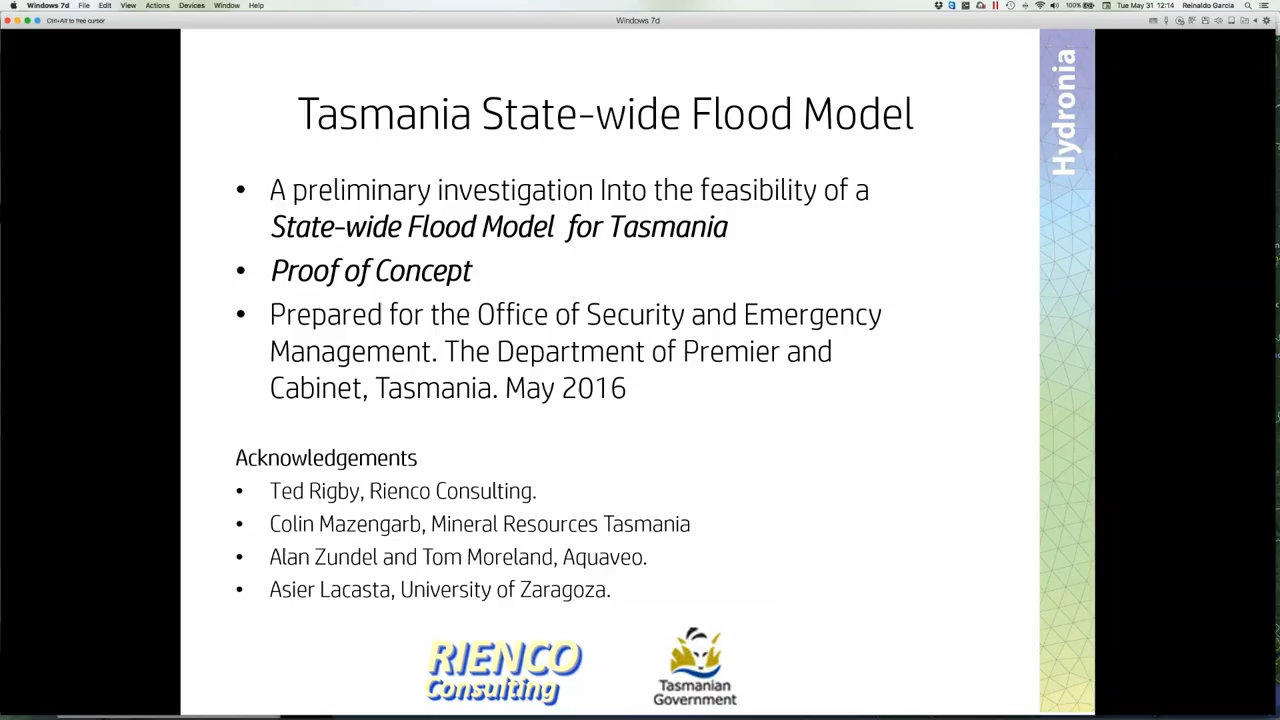 Windows 7d File Edit View Actions Devices Window Help 100% Tue May 31 12:14 Reinaldo Garcia
Ctrl+Alt to free cursor Windows 7d
Hydronia
Tasmania State-wide Flood Model
• A preliminary investigation Into the feasibility of a
State-wide Flood Model for Tasmania
• Proof of Concept
• Prepared for the Office of Security and Emergency
Management. The Department of Premier and
Cabinet, Tasmania. May 2016
Acknowledgements
• Ted Rigby, Rienco Consulting.
• Colin Mazengarb, Mineral Resources Tasmania
• Alan Zundel and Tom Moreland, Aquaveo.
• Asier Lacasta, University of Zaragoza.
RIENCO
Consulting
Tasmanian
Government